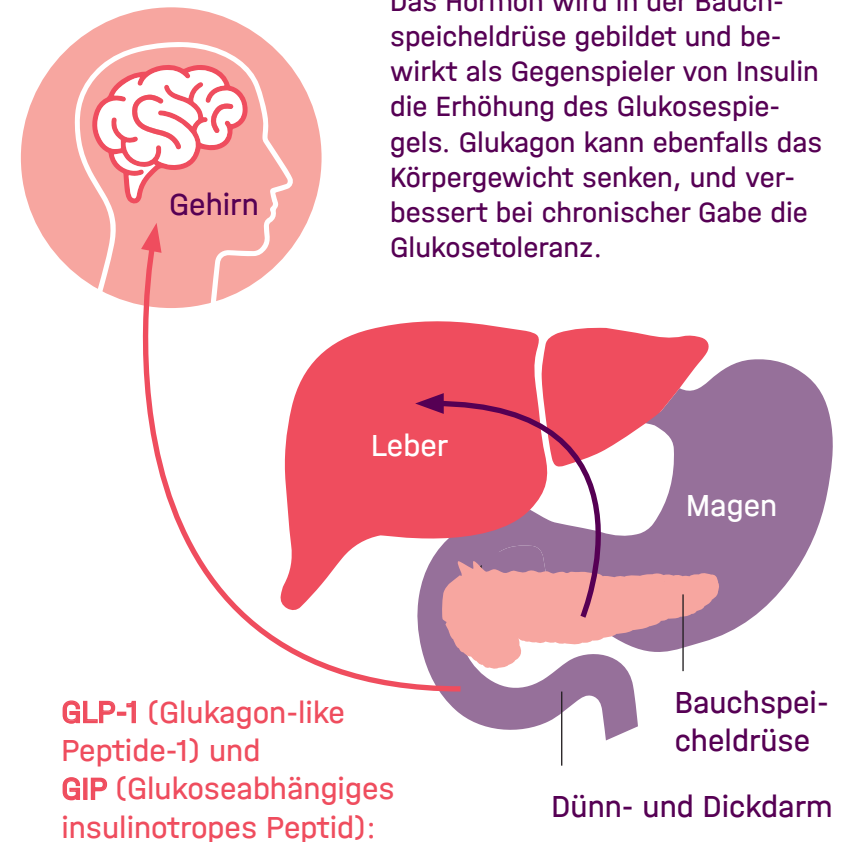 Das Hormon wird in der Bauch-
speicheldrüse gebildet und be-
wirkt als Gegenspieler von Insulin
die Erhöhung des Glukosespie-
gels. Glukagon kann ebenfalls das
Körpergewicht senken, und ver-
bessert bei chronischer Gabe die
Glukosetoleranz.
Gehirn
Leber
Magen
Bauchspei-
cheldrüse
Dünn- und Dickdarm
GLP-1 (Glukagon-like
Peptide-1) und
GIP (Glukoseabhängiges
insulinotropes Peptid):